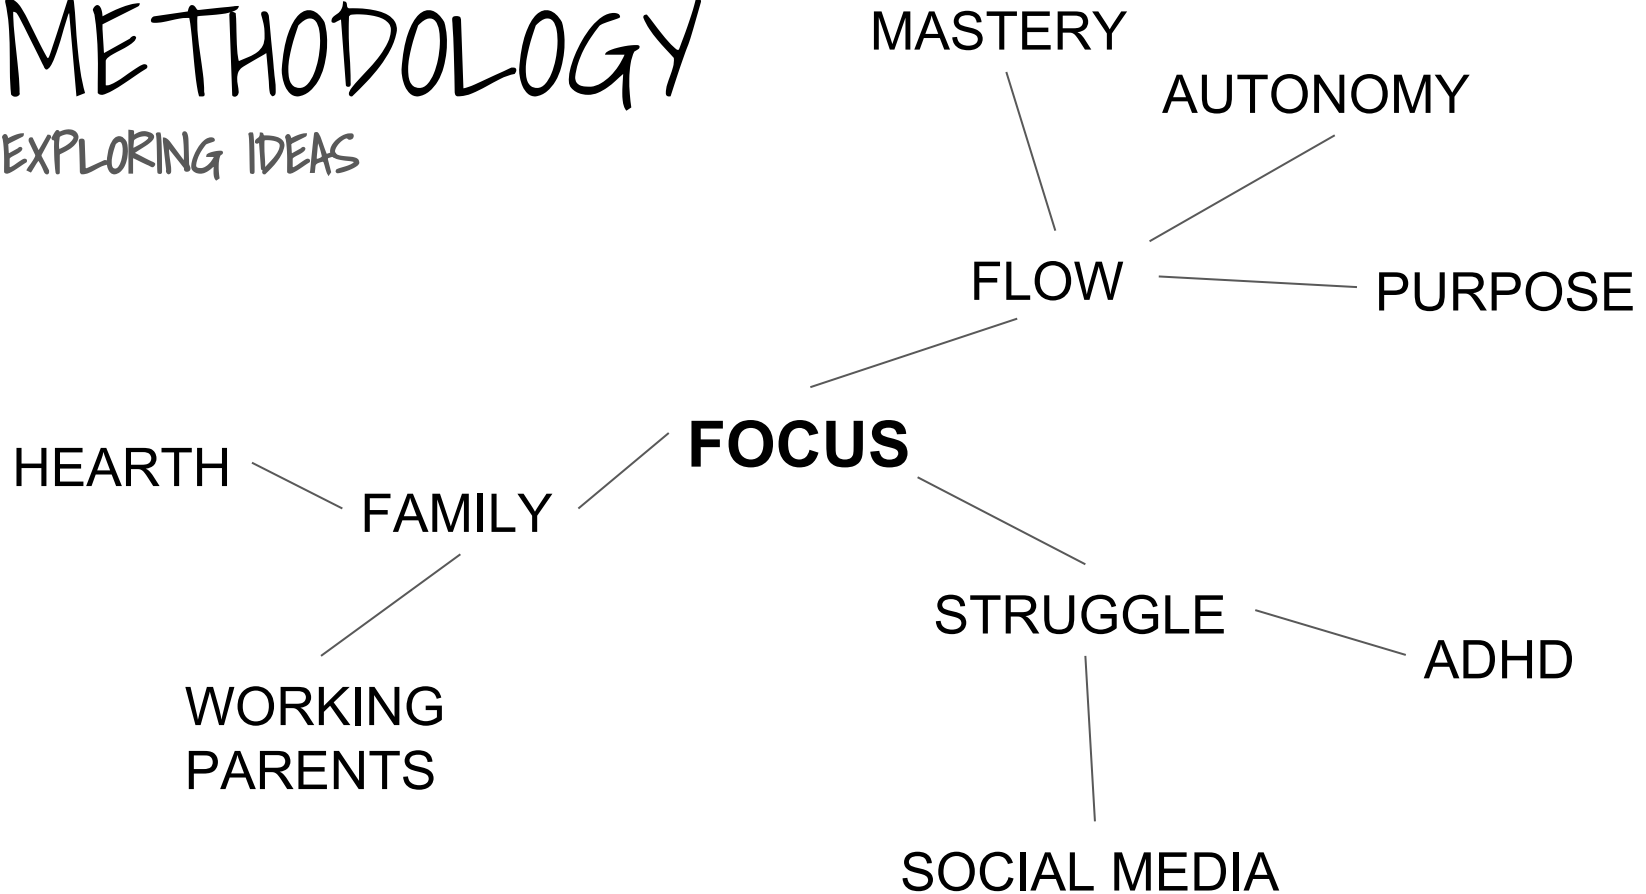 METHODOLOGY
EXPLORING IDEAS
MASTERY
AUTONOMY
FLOW
PURPOSE
FOCUS
HEARTH
FAMILY
STRUGGLE
ADHD
WORKING
PARENTS
SOCIAL MEDIA